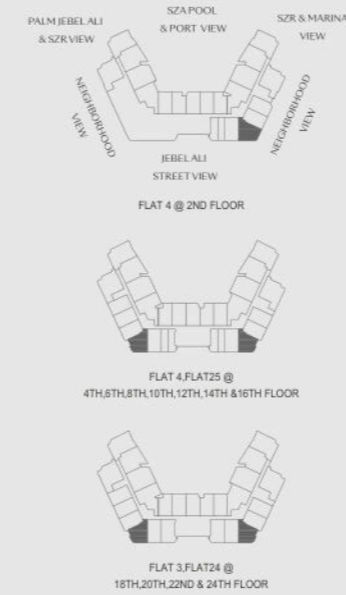 PALM JEBEL ALI
& SZR VIEW
SZA POOL
& PORT VIEW
SZR & MARINA
VIEW
NEIGHBORHOOD
VIEW
NEIGHBORHOOD
VIEW
JEBEL ALI
STREET VIEW
FLAT 4 @ 2ND FLOOR
FLAT 4,FLAT25 @
4TH,6TH,8TH,10TH,12TH,14TH &16TH FLOOR
FLAT 3,FLAT24 @
18TH,20TH,22ND & 24TH FLOOR